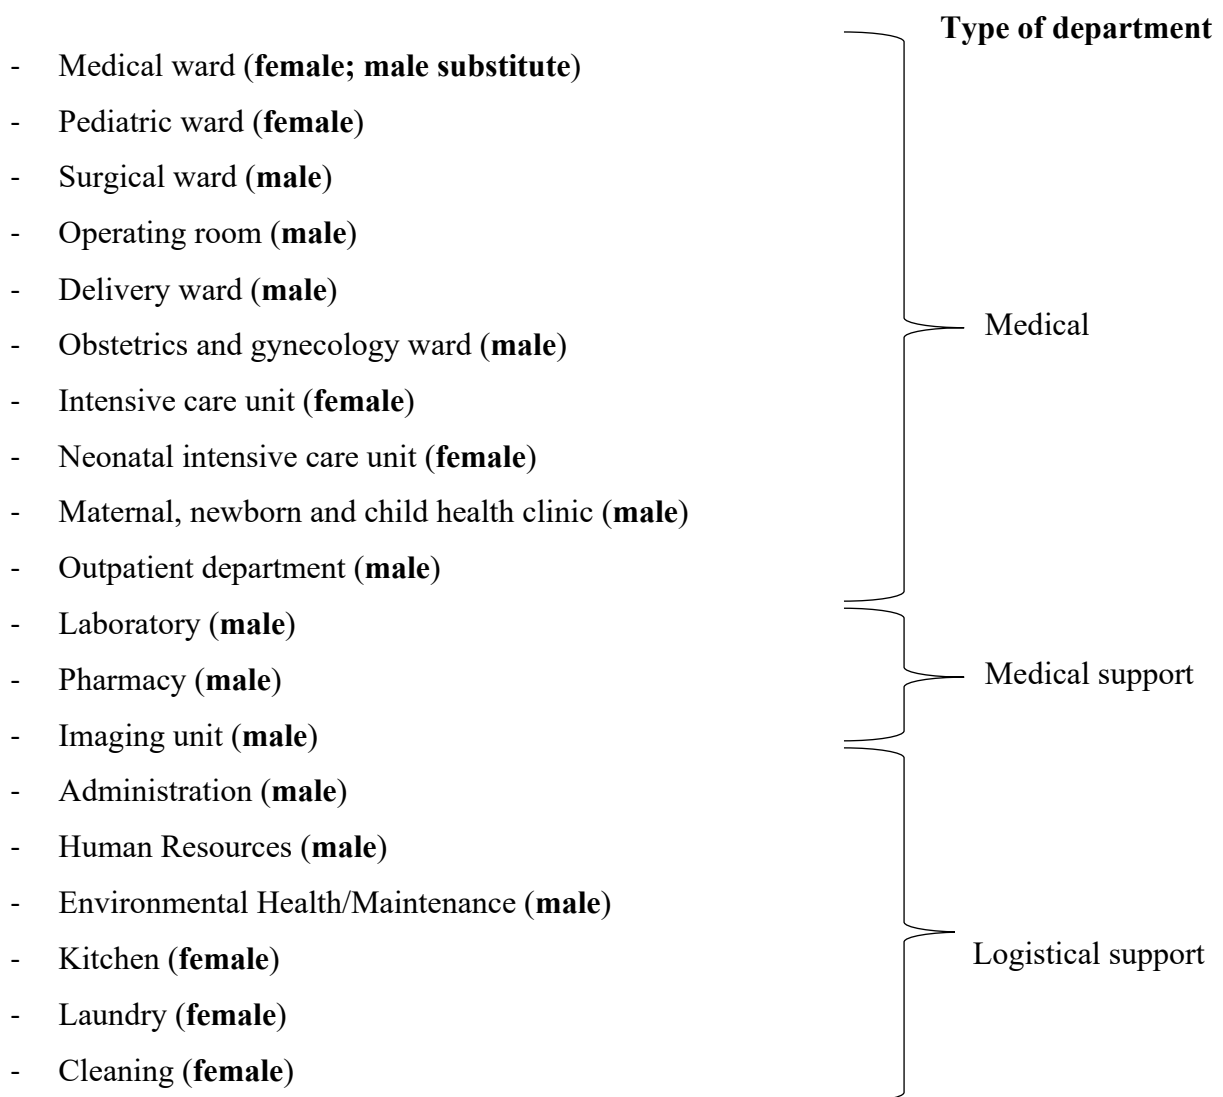 Type of department
- Medical ward (female; male substitute)
- Pediatric ward (female)
- Surgical ward (male)
- Operating room (male)
- Delivery ward (male)
- Obstetrics and gynecology ward (male)
Medical
- Intensive care unit (female)
- Neonatal intensive care unit (female)
- Maternal, newborn and child health clinic (male)
- Outpatient department (male)
- Laboratory (male)
- Pharmacy (male)
Medical support
- Imaging unit (male)
- Administration (male)
- Human Resources (male)
- Environmental Health/Maintenance (male)
- Kitchen (female)
Logistical support
- Laundry (female)
- Cleaning (female)